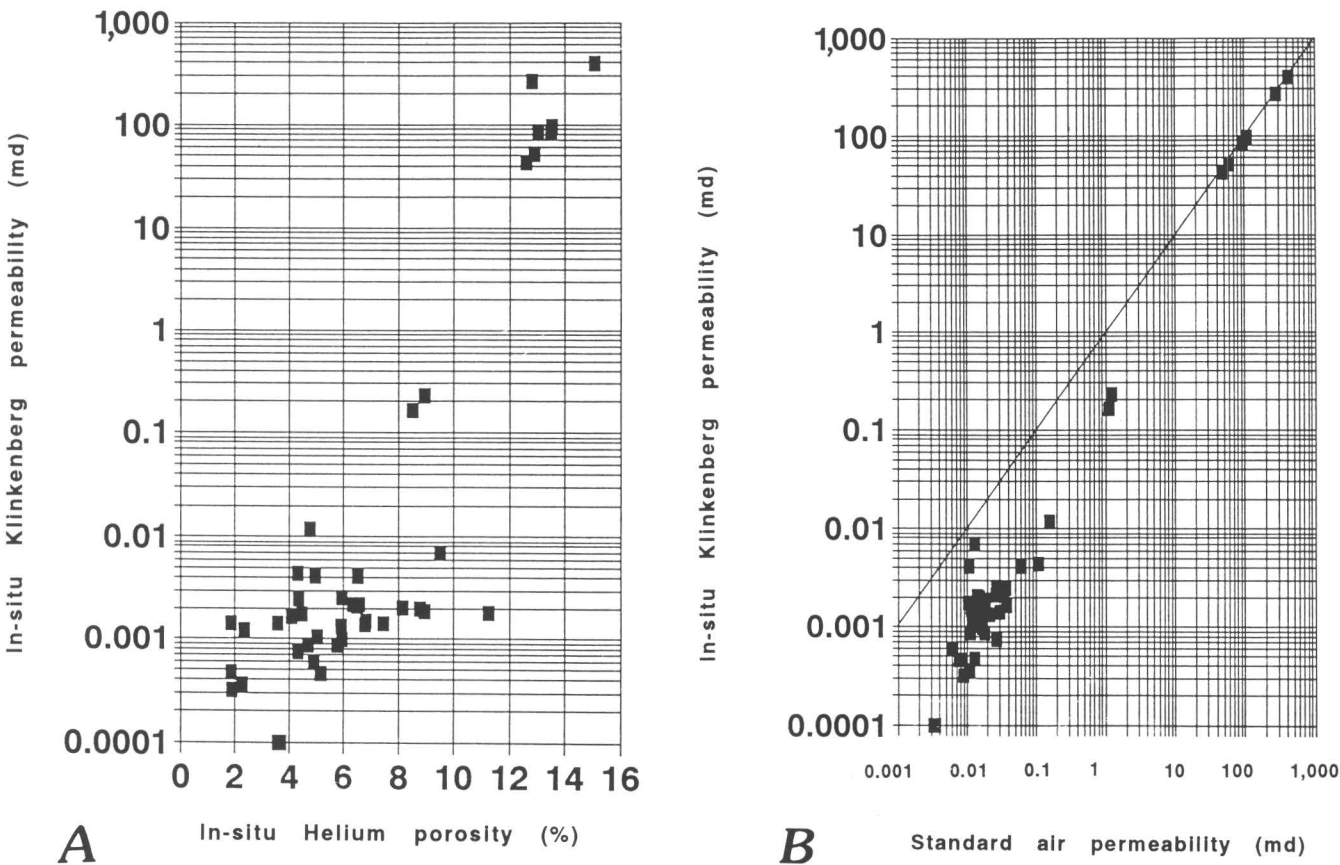 In-situ Klinkenberg permeability (md)
1,000
100
10
1
0.1
0.01
0.001
0.0001
0 2 4 6 8 10 12 14 16
In-situ Helium porosity (%)
A
In-situ Klinkenberg permeability (md)
1,000
100
10
1
0.1
0.01
0.001
0.0001
0.001 0.01 0.1 1 10 100 1,000
Standard air permeability (md)
B